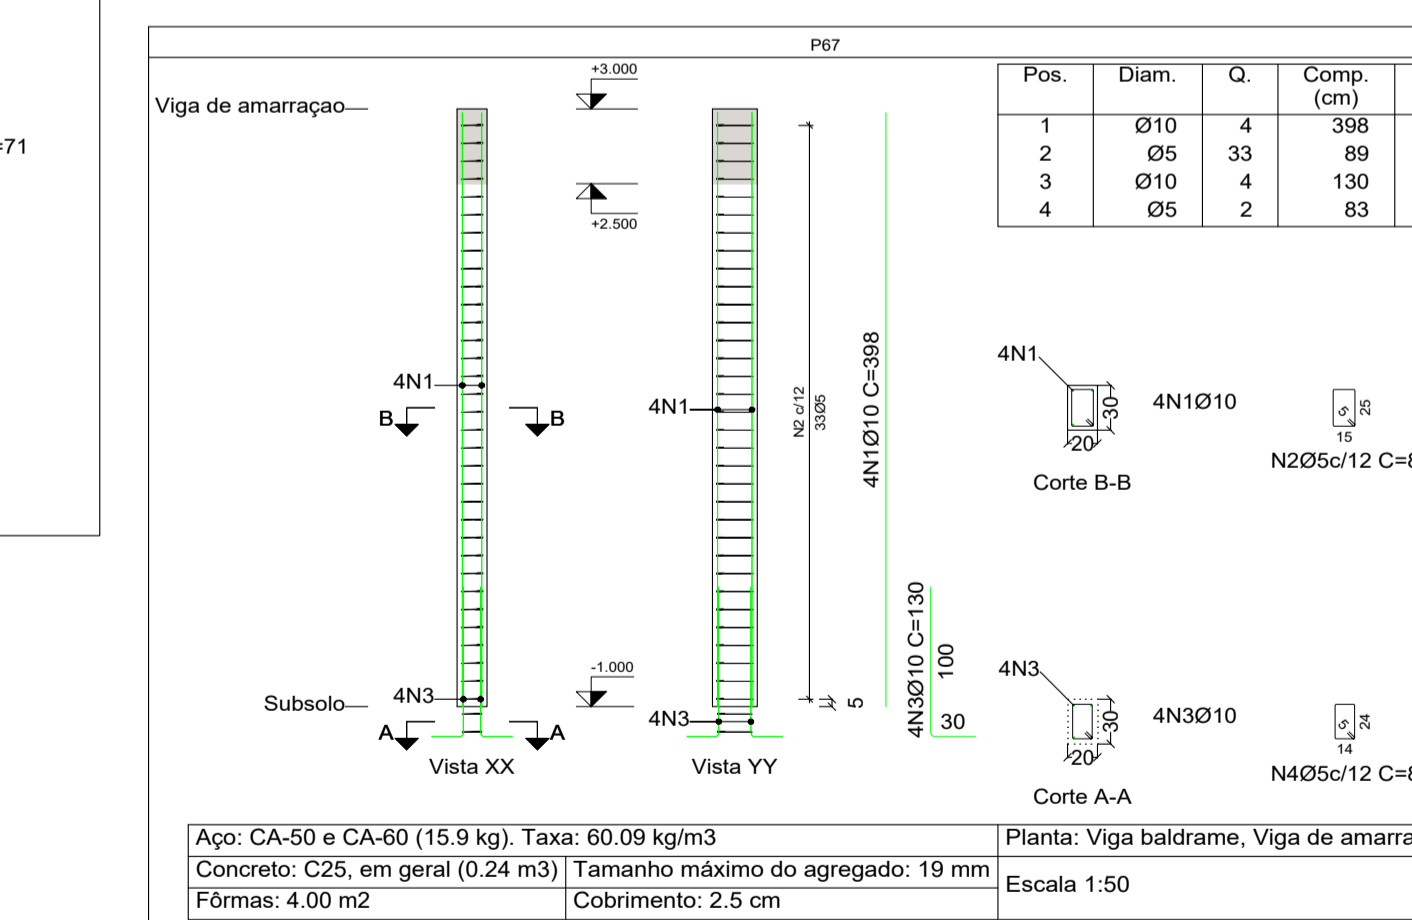 =71
P67
Viga de amarraçao
+3.000
+2.500
4N1
B
B
4N1
N2 c/12
33Ø5
4N1Ø10 C=398
Subsolo
4N3
A
A
-1.000
4N3
5
4N3Ø10 C=130
100
30
Vista XX
Vista YY
Pos. Diam. Q. Comp.
(cm)
1 Ø10 4 398
2 Ø5 33 89
3 Ø10 4 130
4 Ø5 2 83
4N1
30
20
4N1Ø10
Corte B-B
5
25
15
N2Ø5c/12 C=8
4N3
30
20
4N3Ø10
Corte A-A
5
24
14
N4Ø5c/12 C=8
Aço: CA-50 e CA-60 (15.9 kg). Taxa: 60.09 kg/m3
Concreto: C25, em geral (0.24 m3)
Tamanho máximo do agregado: 19 mm
Fôrmas: 4.00 m2
Cobrimento: 2.5 cm
Planta: Viga baldrame, Viga de amarra
Escala 1:50